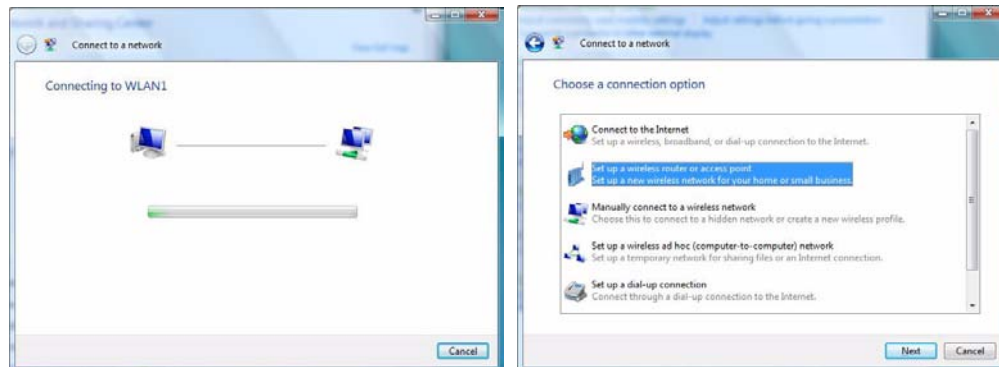 Connect to a network
Connecting to WLAN1
Cancel
Connect to a network
Choose a connection option
Connect to the Internet
Set up a wireless, broadband, or dial-up connection to the Internet.
Set up a wireless router or access point
Set up a new wireless network for your home or small business.
Manually connect to a wireless network
Choose this to connect to a hidden network or create a new wireless profile.
Set up a wireless ad hoc (computer-to-computer) network
Set up a temporary network for sharing files or an Internet connection.
Set up a dial-up connection
Connect through a dial-up connection to the Internet.
Next
Cancel